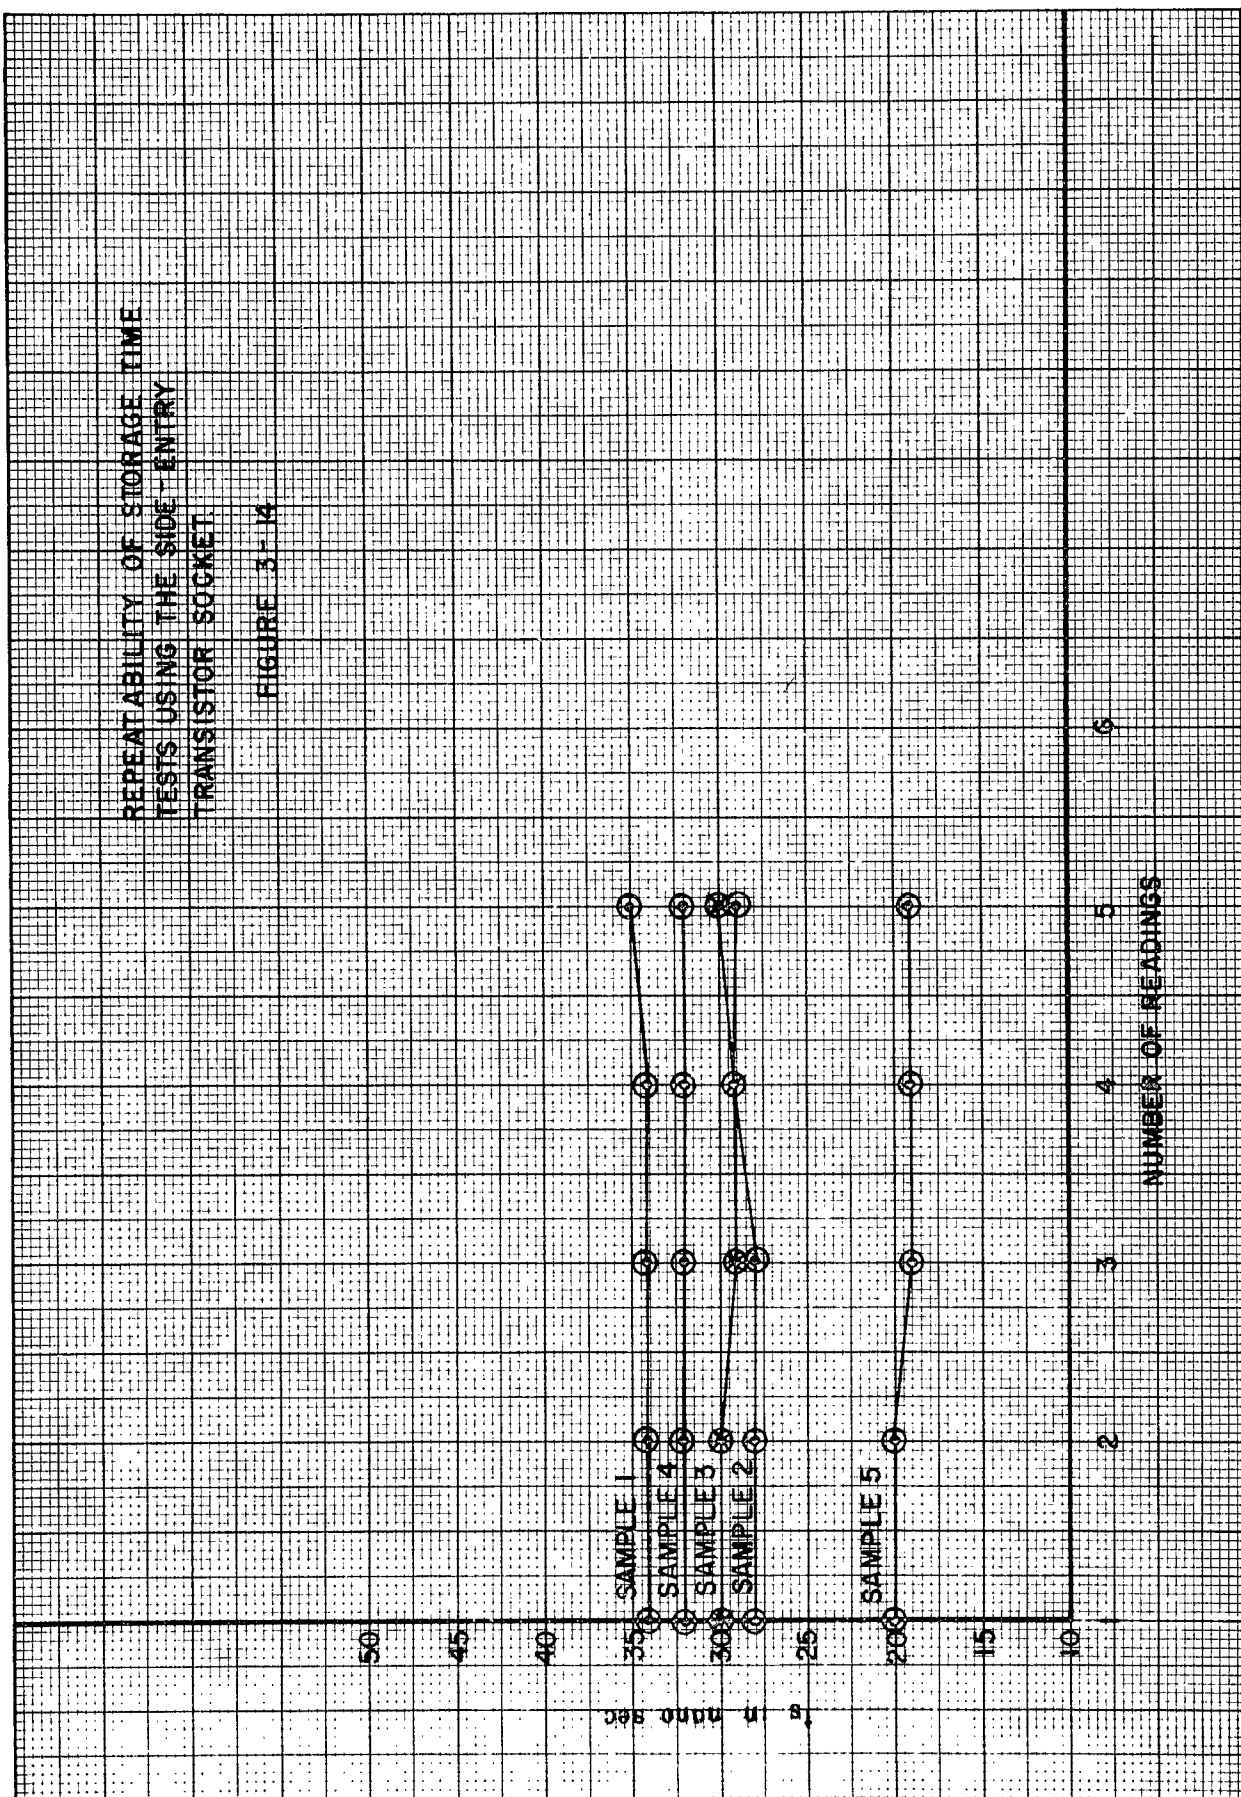 REPEATABILITY OF STORAGE TIME
TESTS USING THE SIDE-ENTRY
TRANSISTOR SOCKET.
FIGURE 3-14
50
45
40
35
30
25
20
15
10
ts in nano sec
SAMPLE 1
SAMPLE 4
SAMPLE 3
SAMPLE 2
SAMPLE 5
1
2
3
4
5
6
NUMBER OF READINGS